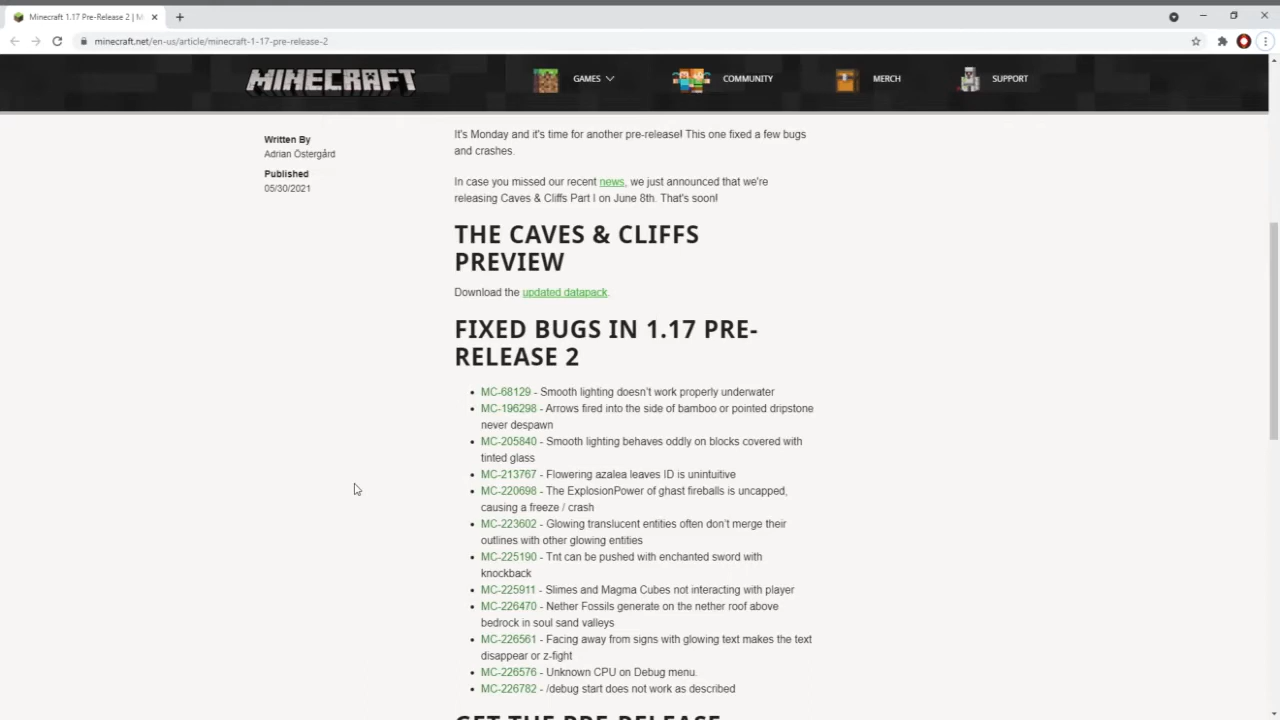 Minecraft 1.17 Pre-Release 2 | M
minecraft.net/en-us/article/minecraft-1-17-pre-release-2
MINECRAFT
GAMES
COMMUNITY
MERCH
SUPPORT
Written By
Adrian Östergård
Published
05/30/2021
It's Monday and it's time for another pre-release! This one fixed a few bugs
and crashes.
In case you missed our recent news, we just announced that we're
releasing Caves & Cliffs Part I on June 8th. That's soon!
THE CAVES & CLIFFS
PREVIEW
Download the updated datapack.
FIXED BUGS IN 1.17 PRE-
RELEASE 2
MC-68129 - Smooth lighting doesn't work properly underwater
MC-196298 - Arrows fired into the side of bamboo or pointed dripstone
never despawn
MC-205840 - Smooth lighting behaves oddly on blocks covered with
tinted glass
MC-213767 - Flowering azalea leaves ID is unintuitive
MC-220698 - The ExplosionPower of ghast fireballs is uncapped,
causing a freeze / crash
MC-223602 - Glowing translucent entities often don't merge their
outlines with other glowing entities
MC-225190 - Tnt can be pushed with enchanted sword with
knockback
MC-225911 - Slimes and Magma Cubes not interacting with player
MC-226470 - Nether Fossils generate on the nether roof above
bedrock in soul sand valleys
MC-226561 - Facing away from signs with glowing text makes the text
disappear or z-fight
MC-226576 - Unknown CPU on Debug menu.
MC-226782 - /debug start does not work as described
GET THE PRE-RELEASE